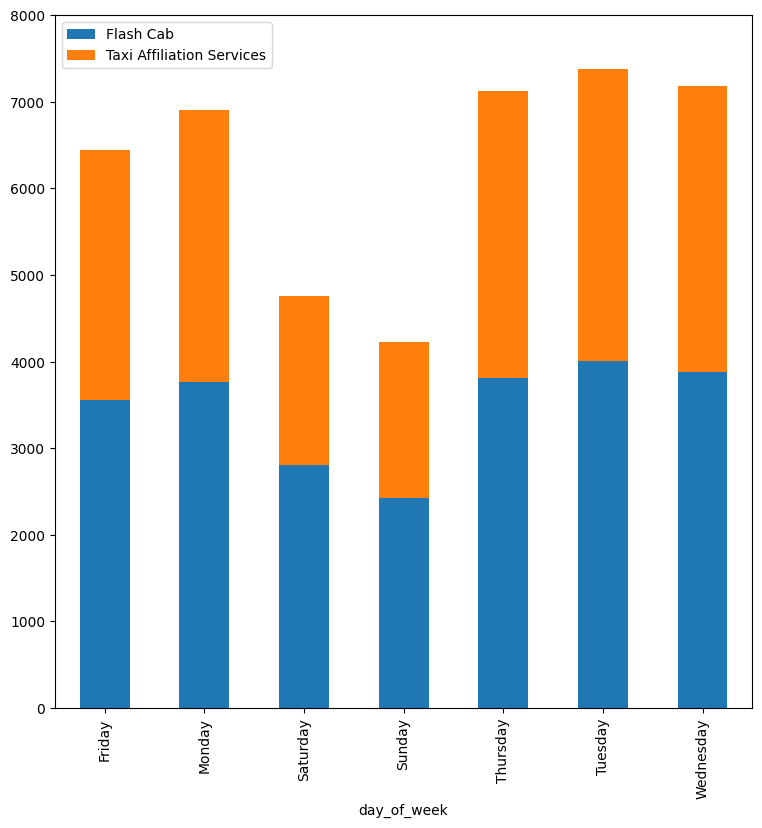 8000
7000
6000
5000
4000
3000
2000
1000
0
Flash Cab
Taxi Affiliation Services
Friday
Monday
Saturday
Sunday
Thursday
Tuesday
Wednesday
day_of_week